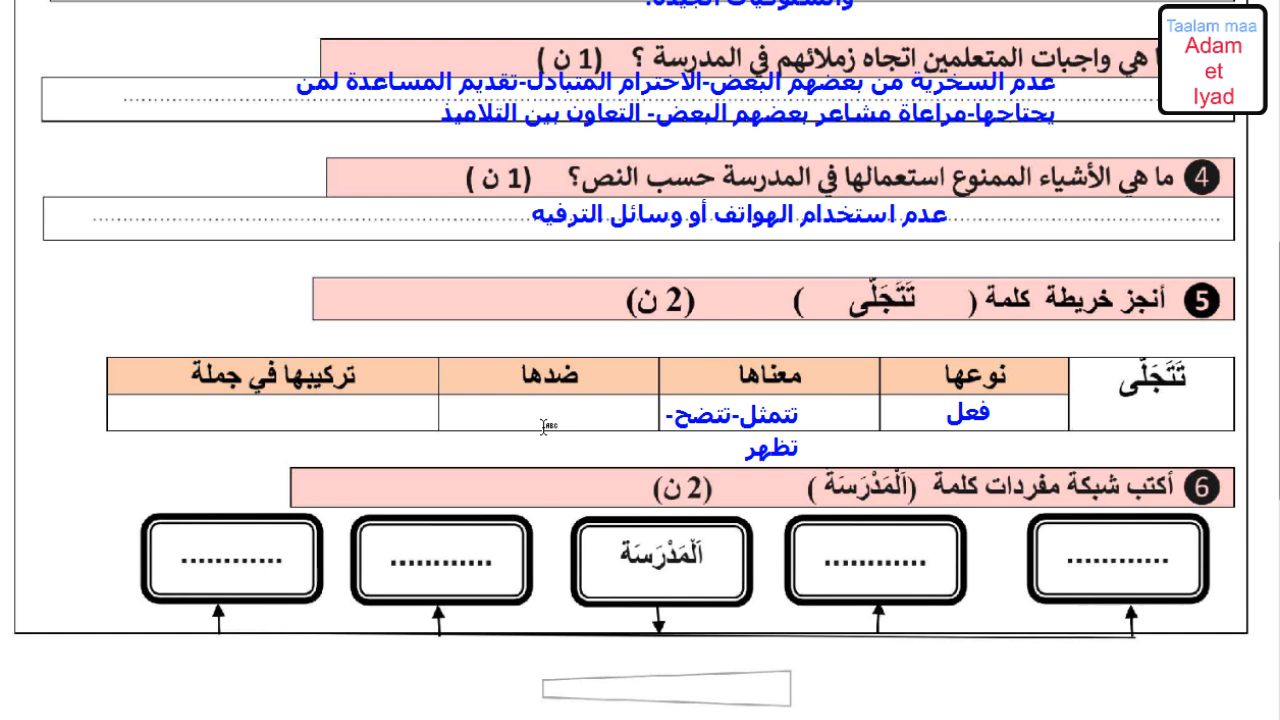 والسلوكيات الجيدة.
Taalam maa
Adam
et
Iyad
هي واجبات المتعلمين اتجاه زملائهم في المدرسة ؟ (1 ن )
عدم السخرية من بعضهم البعض-الاحترام المتبادل-تقديم المساعدة لمن
يحتاجها-مراعاة مشاعر بعضهم البعض- التعاون بين التلاميذ
4 ما هي الأشياء الممنوع استعمالها في المدرسة حسب النص؟ (1 ن )
عدم استخدام الهواتف أو وسائل الترفيه
5 أنجز خريطة كلمة ( تَتَجَلَّى ) (2 ن)
تَتَجَلَّى نوعها معناها ضدها تركيبها في جملة
فعل تتمثل-تتضح-
تظهر
6 أكتب شبكة مفردات كلمة (اَلْمَدْرَسَة ) (2 ن)
............ ............ اَلْمَدْرَسَة ............ ............